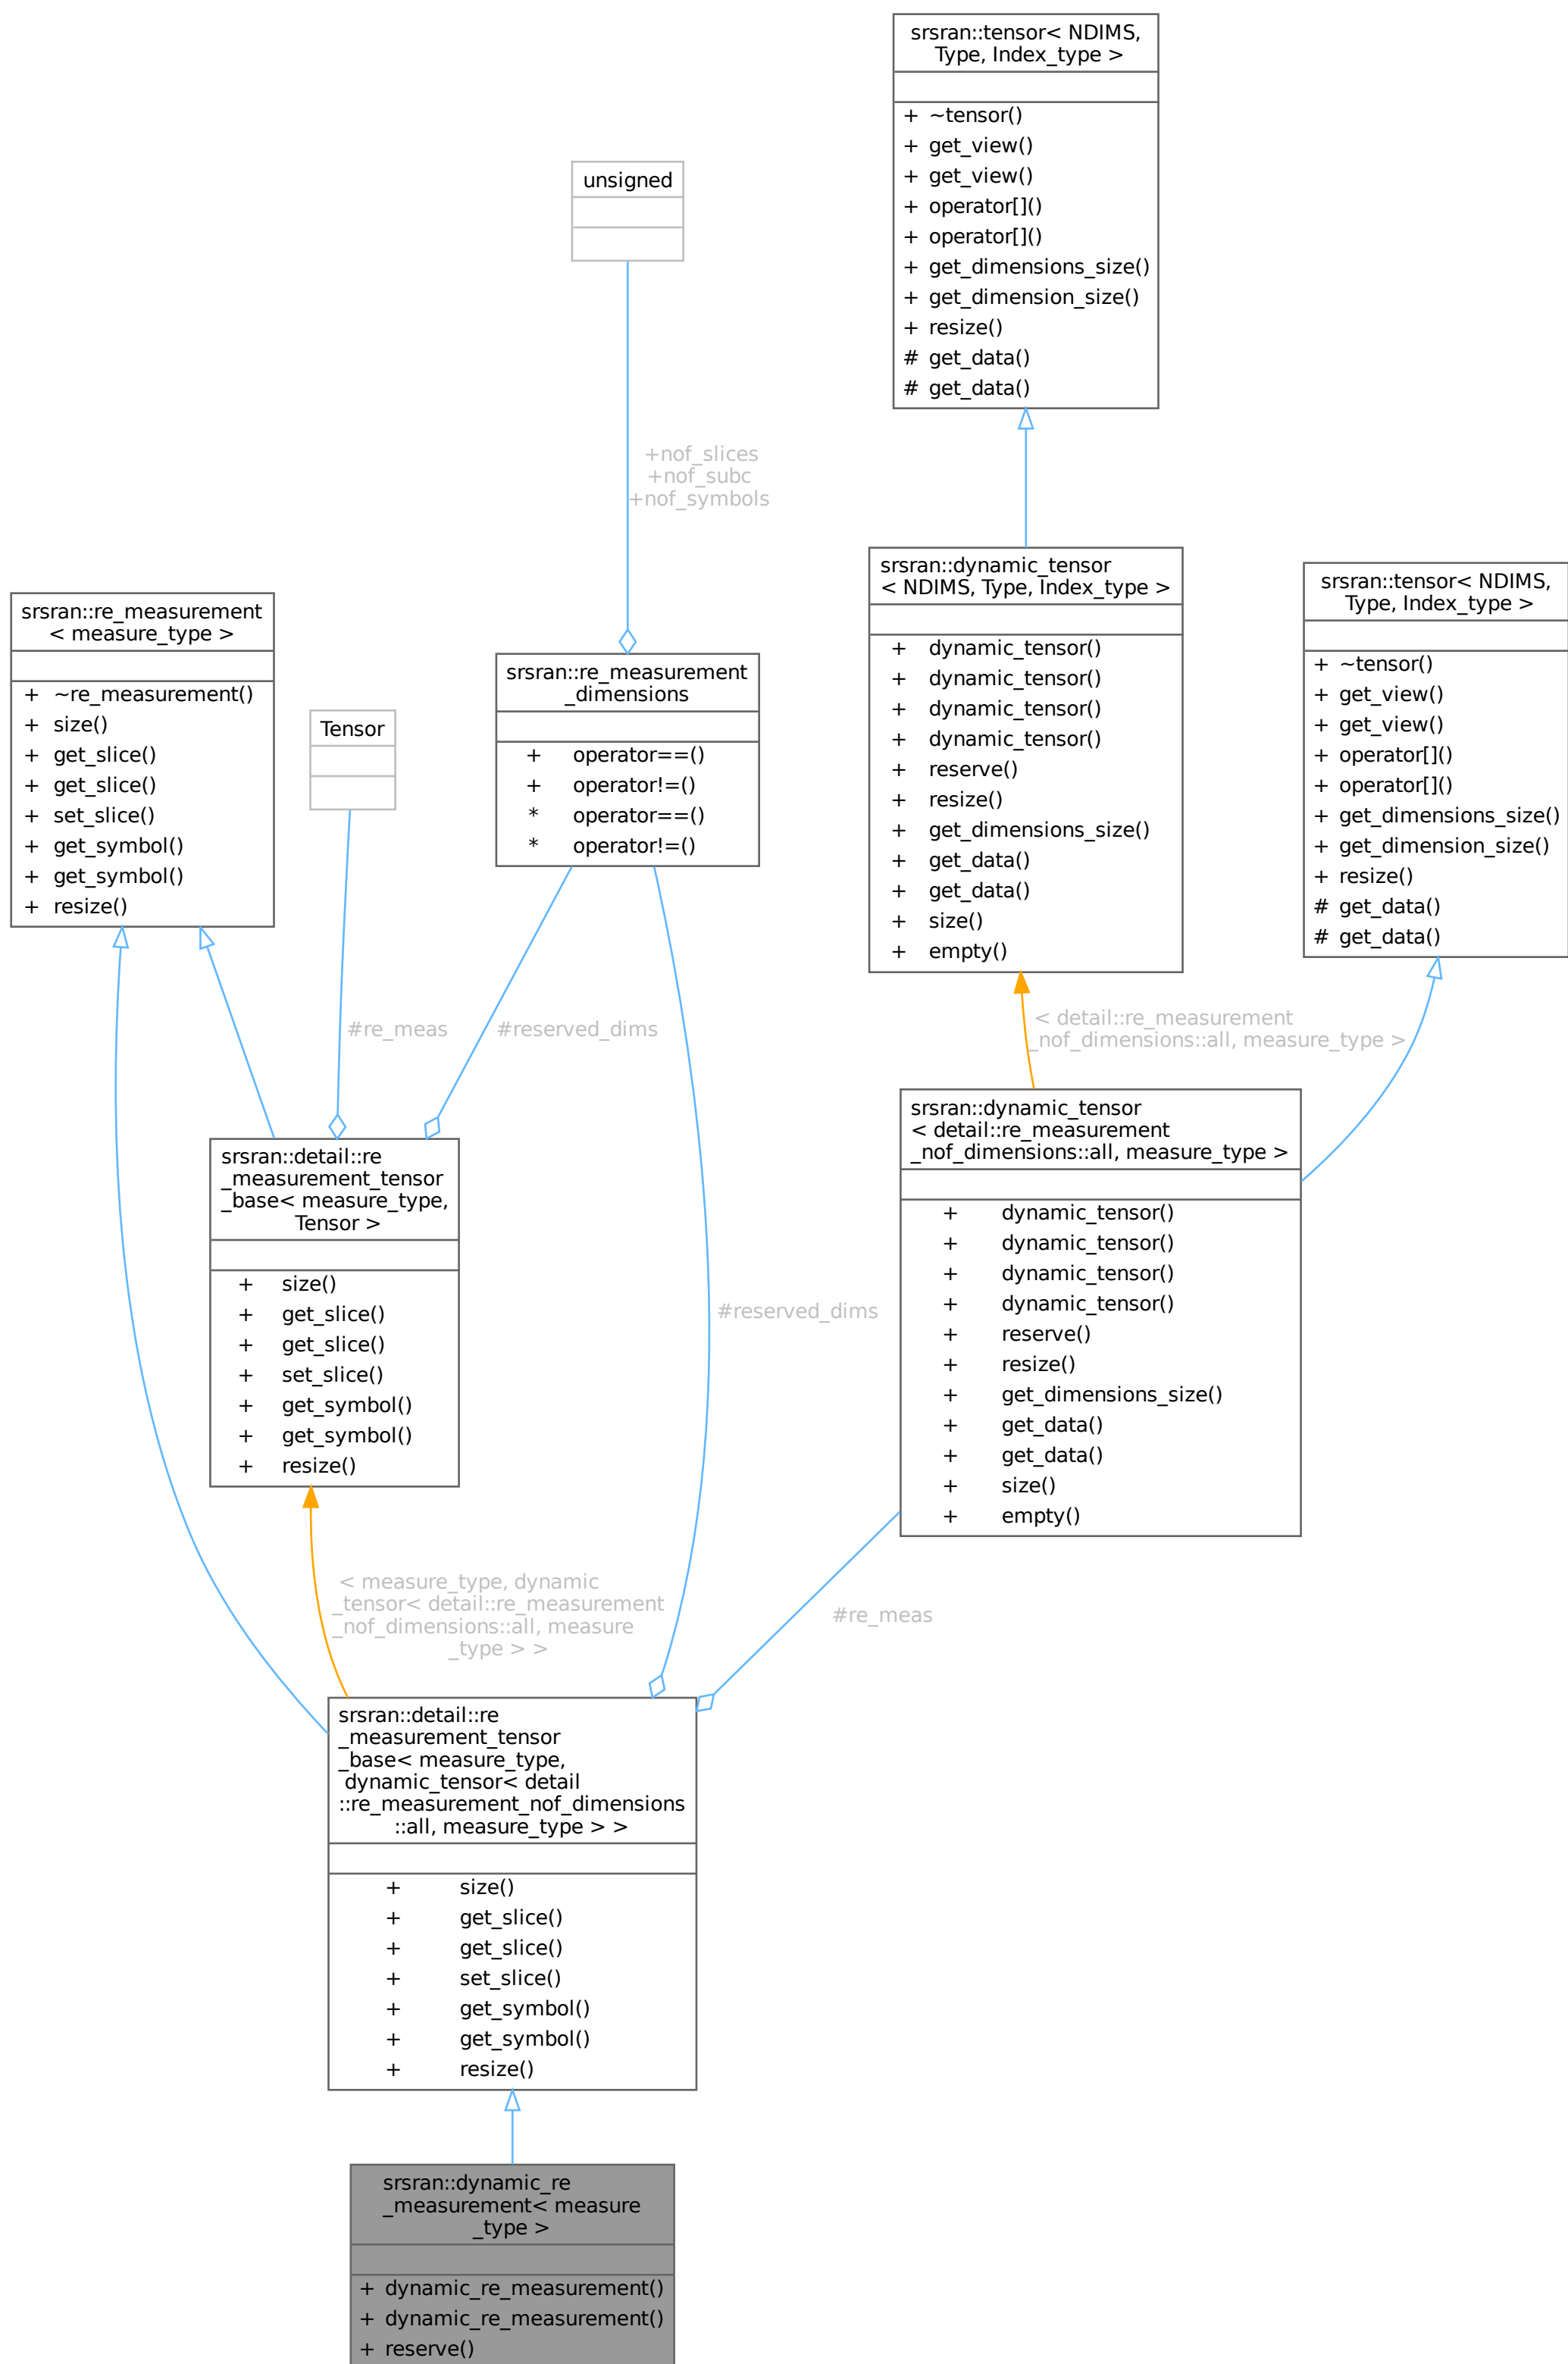 srsran::tensor< NDIMS,
Type, Index_type >
+ ~tensor()
+ get_view()
+ get_view()
+ operator[]()
+ operator[]()
+ get_dimensions_size()
+ get_dimension_size()
+ resize()
# get_data()
# get_data()
unsigned
+nof_slices
+nof_subc
+nof_symbols
srsran::dynamic_tensor
< NDIMS, Type, Index_type >
+ dynamic_tensor()
+ dynamic_tensor()
+ dynamic_tensor()
+ dynamic_tensor()
+ reserve()
+ resize()
+ get_dimensions_size()
+ get_data()
+ get_data()
+ size()
+ empty()
srsran::tensor< NDIMS,
Type, Index_type >
+ ~tensor()
+ get_view()
+ get_view()
+ operator[]()
+ operator[]()
+ get_dimensions_size()
+ get_dimension_size()
+ resize()
# get_data()
# get_data()
srsran::re_measurement
< measure_type >
+ ~re_measurement()
+ size()
+ get_slice()
+ get_slice()
+ set_slice()
+ get_symbol()
+ get_symbol()
+ resize()
Tensor
srsran::re_measurement
_dimensions
+ operator==()
+ operator!=()
* operator==()
* operator!=()
#re_meas
#reserved_dims
< detail::re_measurement
_nof_dimensions::all, measure_type >
srsran::detail::re
_measurement_tensor
_base< measure_type,
Tensor >
+ size()
+ get_slice()
+ get_slice()
+ set_slice()
+ get_symbol()
+ get_symbol()
+ resize()
#reserved_dims
srsran::dynamic_tensor
< detail::re_measurement
_nof_dimensions::all, measure_type >
+ dynamic_tensor()
+ dynamic_tensor()
+ dynamic_tensor()
+ dynamic_tensor()
+ reserve()
+ resize()
+ get_dimensions_size()
+ get_data()
+ get_data()
+ size()
+ empty()
< measure_type, dynamic
_tensor< detail::re_measurement
_nof_dimensions::all, measure
_type > >
#re_meas
srsran::detail::re
_measurement_tensor
_base< measure_type,
dynamic_tensor< detail
::re_measurement_nof_dimensions
::all, measure_type > >
+ size()
+ get_slice()
+ get_slice()
+ set_slice()
+ get_symbol()
+ get_symbol()
+ resize()
srsran::dynamic_re
_measurement< measure
_type >
+ dynamic_re_measurement()
+ dynamic_re_measurement()
+ reserve()